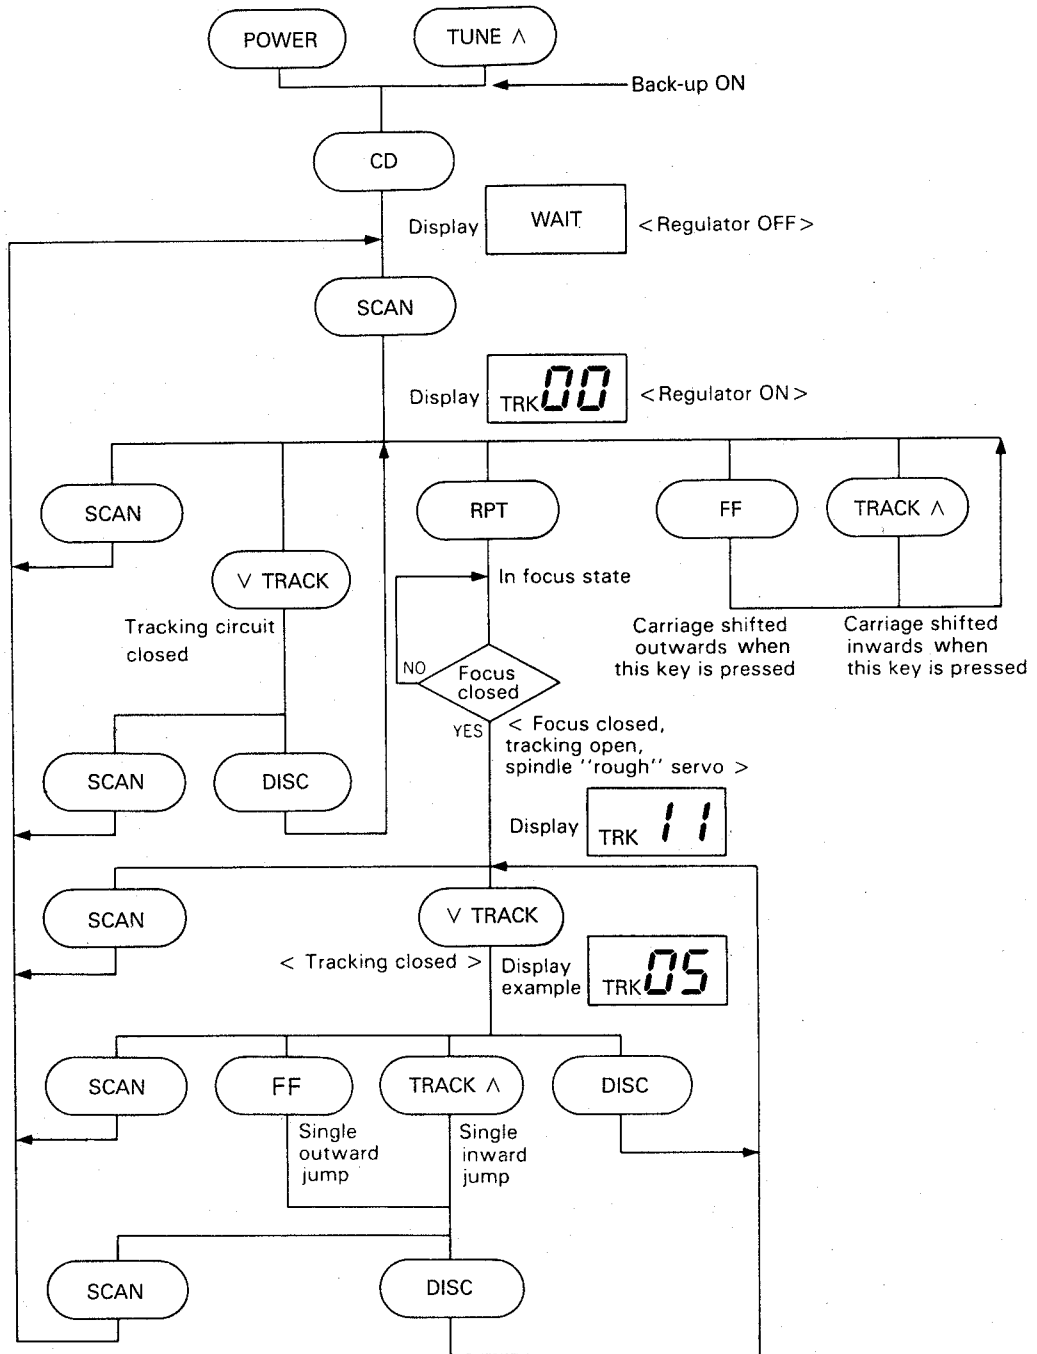 POWER
TUNE ∧
Back-up ON
CD
Display
WAIT
< Regulator OFF >
SCAN
Display
TRK 00
< Regulator ON >
SCAN
RPT
FF
TRACK ∧
∨ TRACK
In focus state
Tracking circuit
closed
Carriage shifted
outwards when
this key is pressed
Carriage shifted
inwards when
this key is pressed
NO
Focus
closed
YES
< Focus closed,
tracking open,
spindle "rough" servo >
SCAN
DISC
Display
TRK 11
SCAN
∨ TRACK
< Tracking closed >
Display
example
TRK 05
SCAN
FF
TRACK ∧
DISC
Single
outward
jump
Single
inward
jump
SCAN
DISC